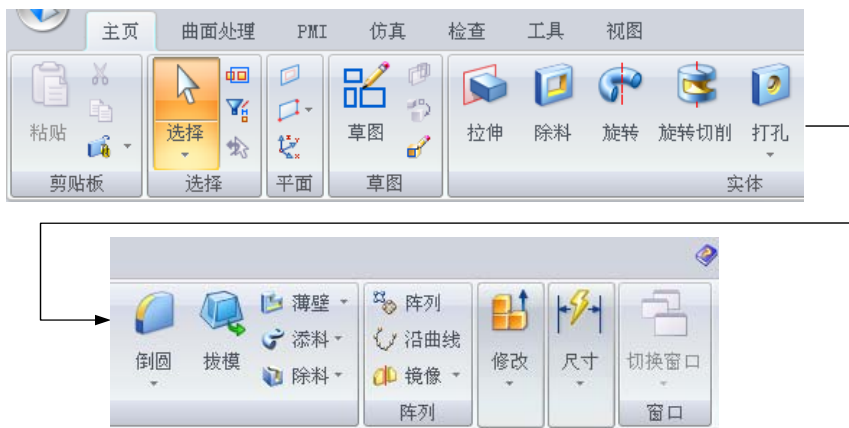 主页 曲面处理 PMI 仿真 检查 工具 视图
粘贴 选择 草图 拉伸 除料 旋转 旋转切削 打孔
剪贴板 选择 平面 草图 实体
倒圆 拔模 薄壁 阵列 修改 尺寸 切换窗口
添料 沿曲线
除料 镜像
阵列 窗口